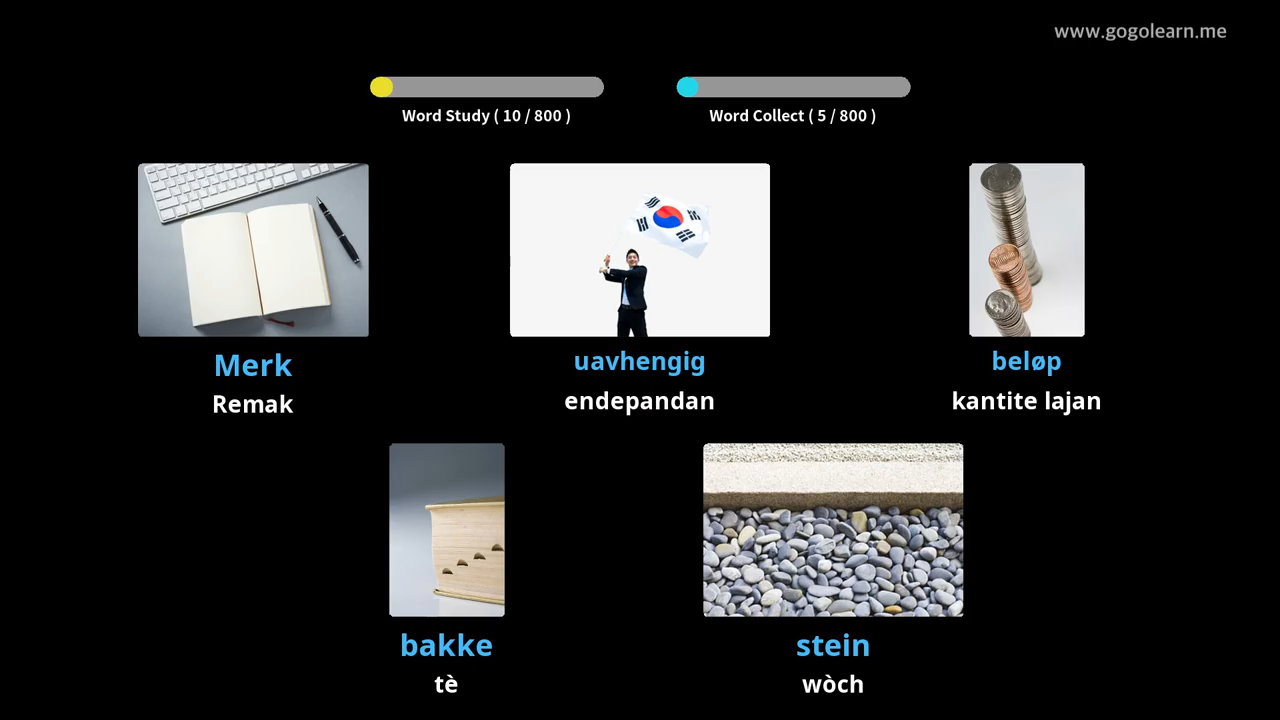 www.gogolearn.me
Word Study ( 10 / 800 )
Word Collect ( 5 / 800 )
Merk
Remak
uavhengig
endepandan
beløp
kantite lajan
bakke
tè
stein
wòch